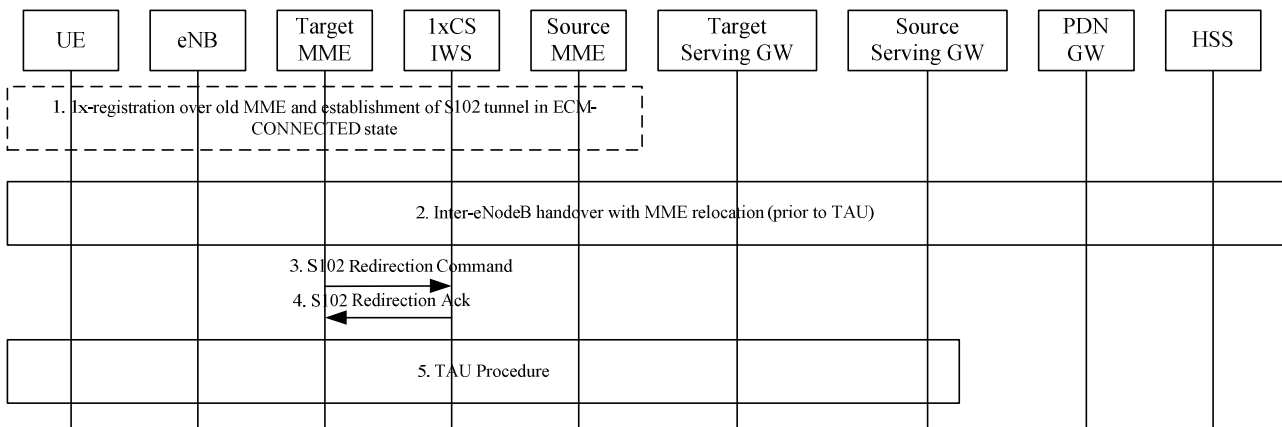 UE
eNB
Target
MME
1xCS
IWS
Source
MME
Target
Serving GW
Source
Serving GW
PDN
GW
HSS
1. 1x-registration over old MME and establishment of S102 tunnel in ECM-
CONNECTED state
2. Inter-eNodeB handover with MME relocation (prior to TAU)
3. S102 Redirection Command
4. S102 Redirection Ack
5. TAU Procedure